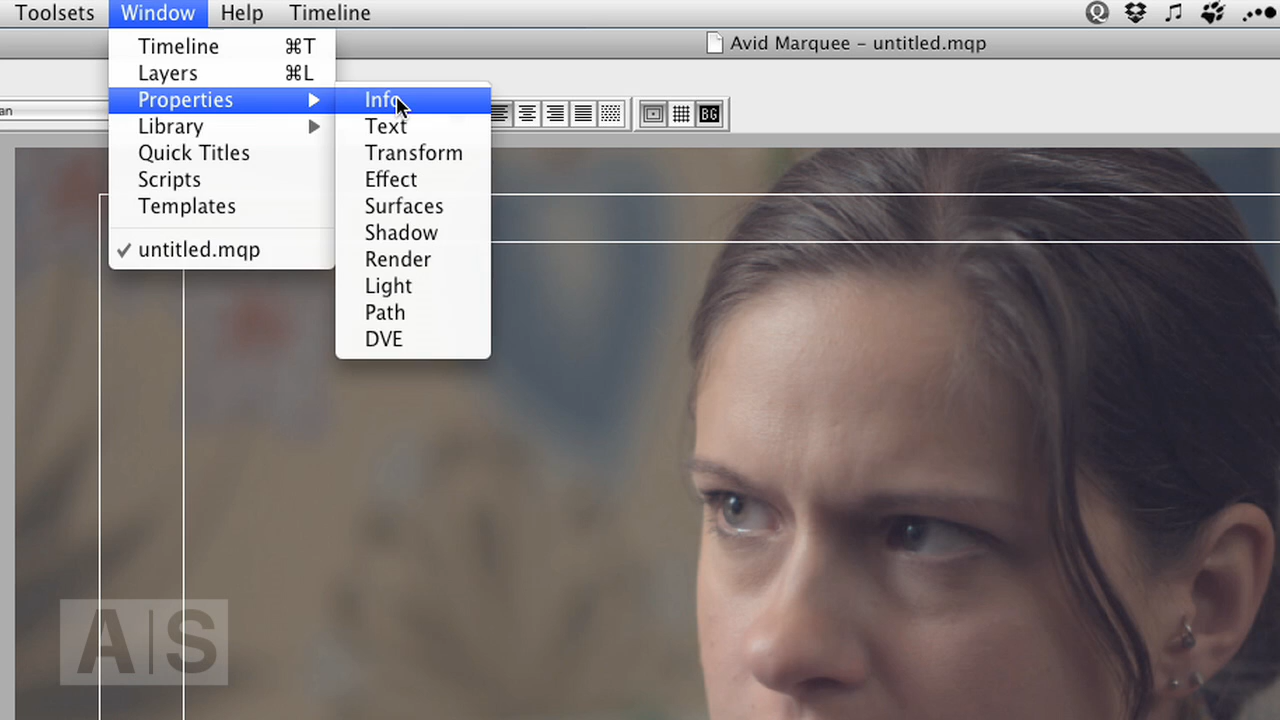 Toolsets Window Help Timeline
Avid Marquee – untitled.mqp
an
BG
Timeline ⌘T
Layers ⌘L
Properties
Library
Quick Titles
Scripts
Templates
untitled.mqp
Info
Text
Transform
Effect
Surfaces
Shadow
Render
Light
Path
DVE
A|S